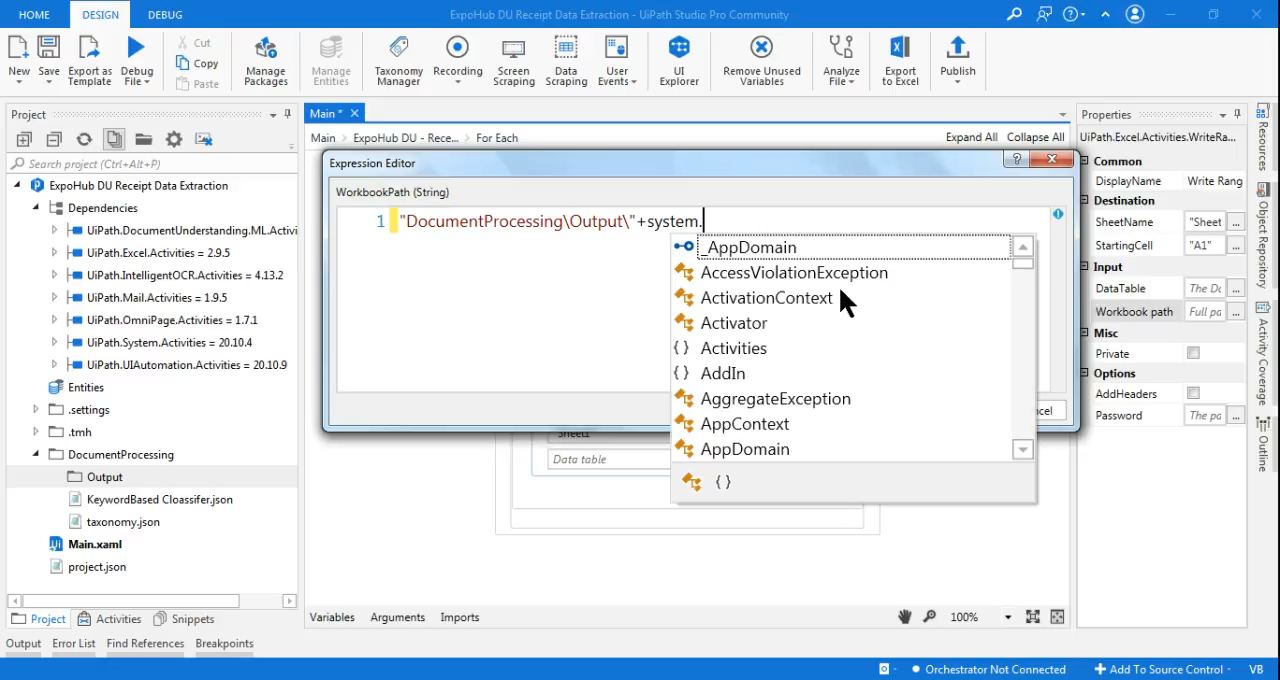 HOME DESIGN DEBUG
ExpoHub DU Receipt Data Extraction - UiPath Studio Pro Community
New
Save
Export as Template
Debug File
Cut
Copy
Paste
Manage Packages
Manage Entities
Taxonomy Manager
Recording
Screen Scraping
Data Scraping
User Events
UI Explorer
Remove Unused Variables
Analyze File
Export to Excel
Publish
Project
Search project (Ctrl+Alt+P)
ExpoHub DU Receipt Data Extraction
Dependencies
UiPath.DocumentUnderstanding.ML.Activi
UiPath.Excel.Activities = 2.9.5
UiPath.IntelligentOCR.Activities = 4.13.2
UiPath.Mail.Activities = 1.9.5
UiPath.OmniPage.Activities = 1.7.1
UiPath.System.Activities = 20.10.4
UiPath.UIAutomation.Activities = 20.10.9
Entities
.settings
.tmh
DocumentProcessing
Output
KeywordBased Cloassifer.json
taxonomy.json
Main.xaml
project.json
Project Activities Snippets
Output Error List Find References Breakpoints
Main *
Main > ExpoHub DU - Rece... > For Each
Expand All Collapse All
Expression Editor
WorkbookPath (String)
1 "DocumentProcessing\Output\"+system.
_AppDomain
AccessViolationException
ActivationContext
Activator
{ } Activities
{ } AddIn
AggregateException
AppContext
AppDomain
{ }
cel
Sheet1
Data table
Variables Arguments Imports
100%
Properties
UiPath.Excel.Activities.WriteRa...
Common
DisplayName Write Rang
Destination
SheetName "Sheet ...
StartingCell "A1" ...
Input
DataTable The Dc ...
Workbook path Full pa ...
Misc
Private
Options
AddHeaders
Password The pa ...
Resources
Object Repository
Activity Coverage
Outline
Orchestrator Not Connected
Add To Source Control
VB